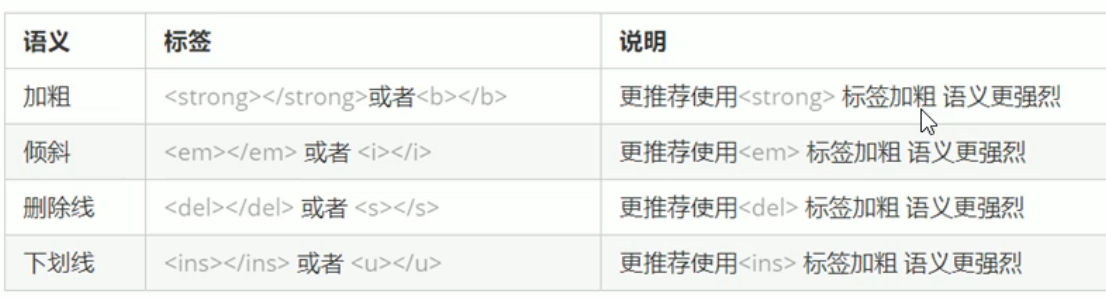 语义 标签 说明
加粗 <strong></strong>或者<b></b> 更推荐使用<strong> 标签加粗 语义更强烈
倾斜 <em></em> 或者 <i></i> 更推荐使用<em> 标签加粗 语义更强烈
删除线 <del></del> 或者 <s></s> 更推荐使用<del> 标签加粗 语义更强烈
下划线 <ins></ins> 或者 <u></u> 更推荐使用<ins> 标签加粗 语义更强烈